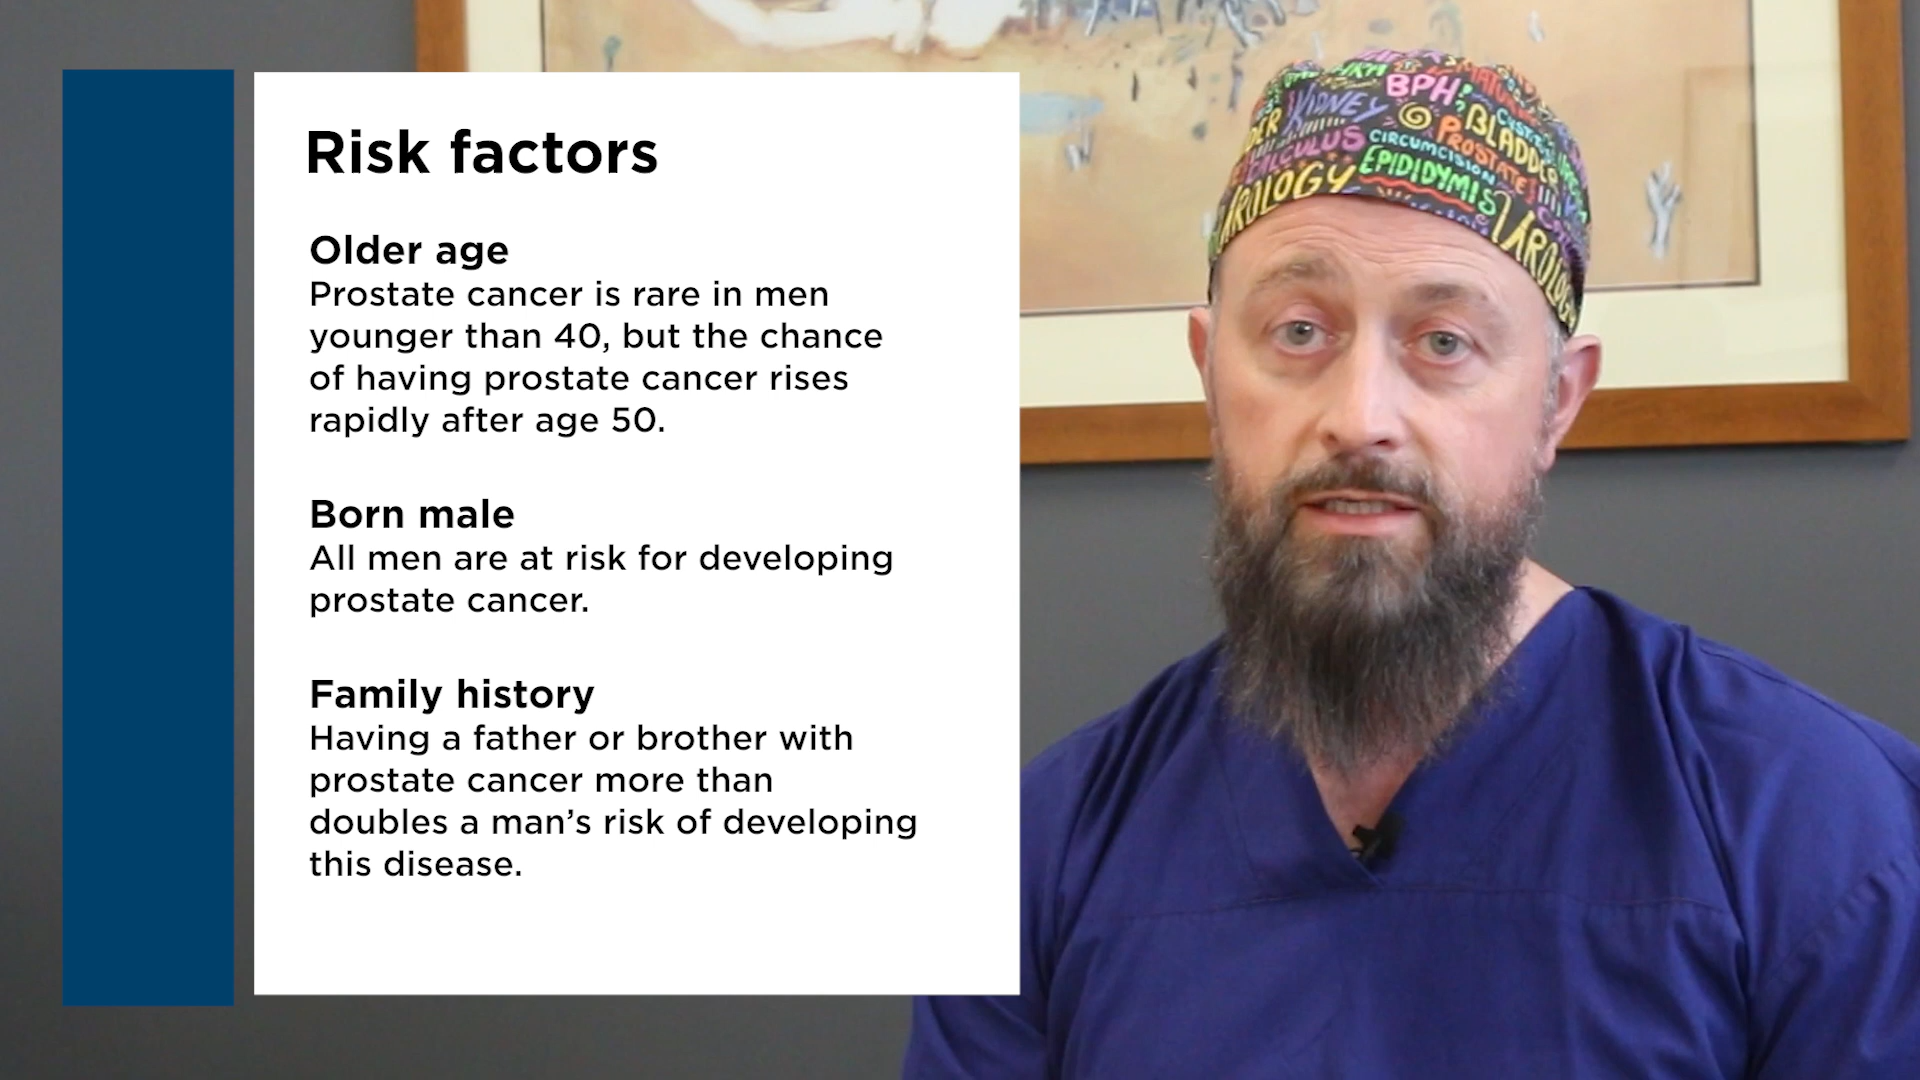 Risk factors
Older age
Prostate cancer is rare in men
younger than 40, but the chance
of having prostate cancer rises
rapidly after age 50.
Born male
All men are at risk for developing
prostate cancer.
Family history
Having a father or brother with
prostate cancer more than
doubles a man’s risk of developing
this disease.
BPH
KIDNEY
BLADDER
PROSTATE
CALCULUS
CIRCUMCISION
EPIDIDYMIS
UROLOGY
UROLOGY